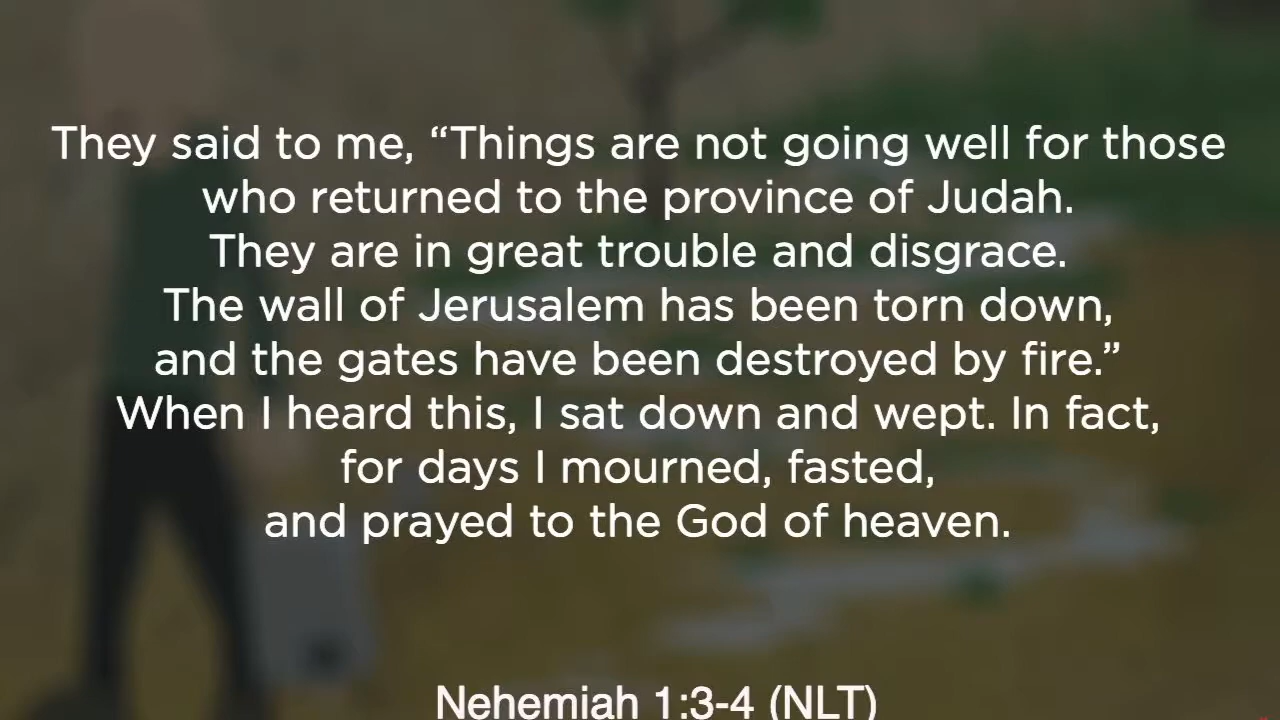 They said to me, “Things are not going well for those
who returned to the province of Judah.
They are in great trouble and disgrace.
The wall of Jerusalem has been torn down,
and the gates have been destroyed by fire.”
When I heard this, I sat down and wept. In fact,
for days I mourned, fasted,
and prayed to the God of heaven.
Nehemiah 1:3-4 (NLT)